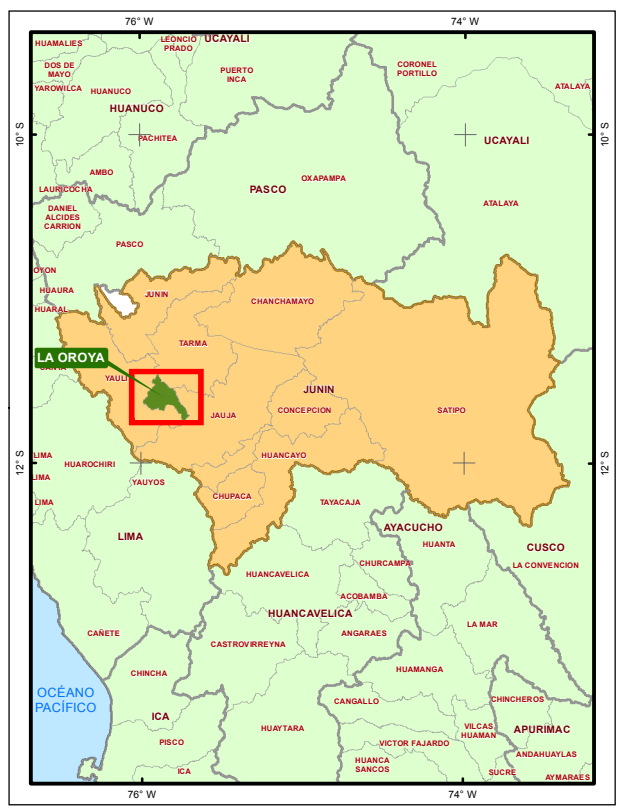 76° W
74° W
HUAMALIES
LEONCIO
PRADO
UCAYALI
DOS DE
MAYO
PUERTO
INCA
CORONEL
PORTILLO
YAROWILCA
HUANUCO
ATALAYA
HUANUCO
10° S
PACHITEA
UCAYALI
10° S
AMBO
OXAPAMPA
LAURICOCHA
PASCO
DANIEL
ALCIDES
CARRION
ATALAYA
PASCO
OYON
HUAURA
JUNIN
CHANCHAMAYO
HUARAL
TARMA
LA OROYA
YAULI
JUNIN
JAUJA
CONCEPCION
SATIPO
LIMA
HUAROCHIRI
HUANCAYO
12° S
LIMA
YAUYOS
12° S
LIMA
CHUPACA
TAYACAJA
LIMA
AYACUCHO
HUANTA
CUSCO
CHURCAMPA
LA CONVENCION
HUANCAVELICA
ACOBAMBA
HUANCAVELICA
LA MAR
CAÑETE
ANGARAES
CASTROVIRREYNA
CHINCHA
HUAMANGA
OCÉANO
PACÍFICO
CANGALLO
CHINCHEROS
ICA
HUAYTARA
VILCAS
HUAMAN
APURIMAC
PISCO
VICTOR FAJARDO
ANDAHUAYLAS
ICA
HUANCA
SANCOS
SUCRE
AYMARAES
76° W
74° W